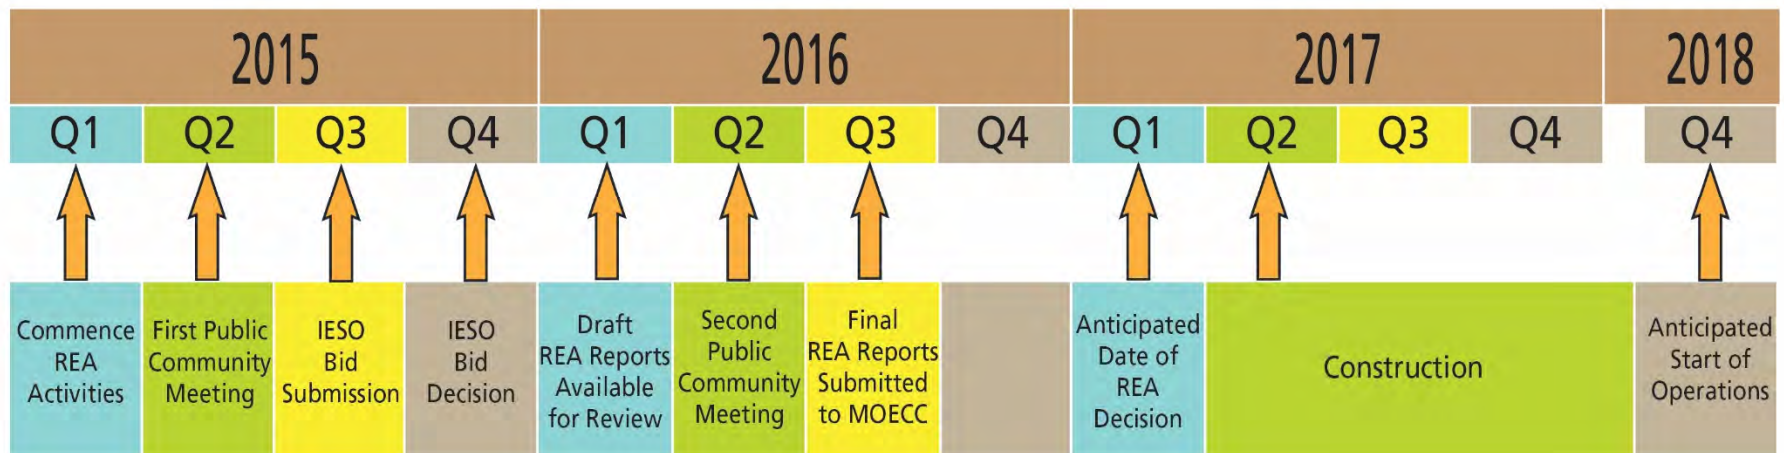 2015
2016
2017
2018
Q1
Q2
Q3
Q4
Q1
Q2
Q3
Q4
Q1
Q2
Q3
Q4
Q4
Commence
REA
Activities
First Public
Community
Meeting
IESO
Bid
Submission
IESO
Bid
Decision
Draft
REA Reports
Available
for Review
Second
Public
Community
Meeting
Final
REA Reports
Submitted
to MOECC
Anticipated
Date of
REA
Decision
Construction
Anticipated
Start of
Operations